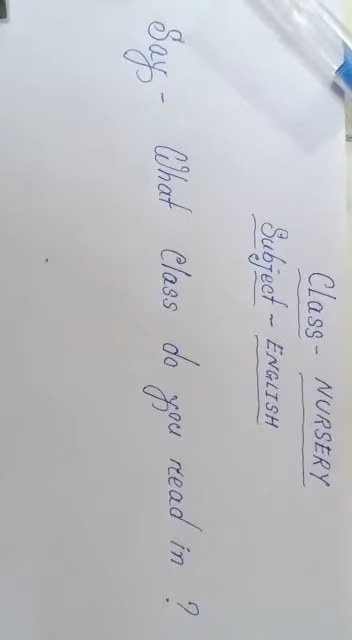 Class - NURSERY
Subject - ENGLISH
Say - What Class do you read in ?